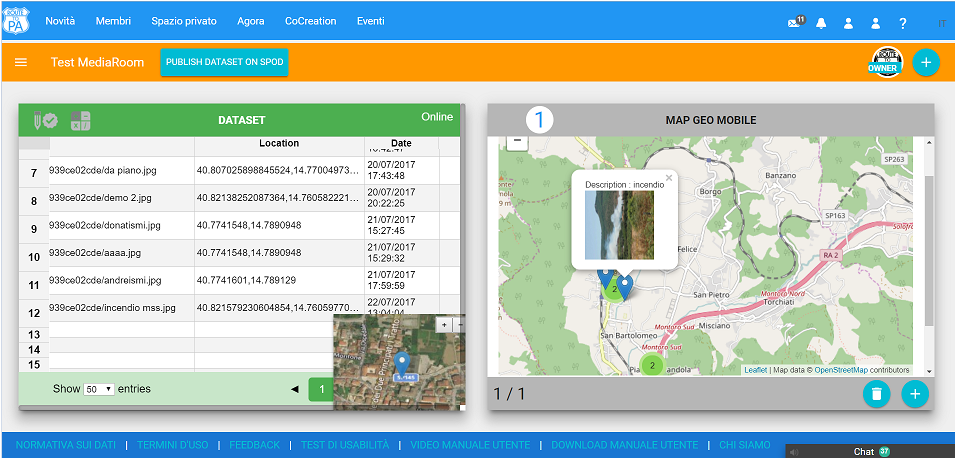 ROUTE
TO
PA
Novità
Membri
Spazio privato
Agora
CoCreation
Eventi
11
?
IT
Test MediaRoom
PUBLISH DATASET ON SPOD
ROUTE
OWNER
+
DATASET
Online
Location
Date
7
939ce02cde/da piano.jpg
40.807025898845524,14.77004973...
20/07/2017
17:43:48
8
939ce02cde/demo 2.jpg
40.82138252087364,14.760582221...
20/07/2017
20:22:25
9
939ce02cde/donatismi.jpg
40.7741548,14.7890948
21/07/2017
15:27:45
10
939ce02cde/aaaa.jpg
40.7741548,14.7890948
21/07/2017
15:29:32
11
939ce02cde/andreismi.jpg
40.7741601,14.789129
21/07/2017
17:59:59
12
939ce02cde/incendio mss.jpg
40.821579230604854,14.76059770...
22/07/2017
13:04:04
13
14
15
Show 50 entries
1
+
−
1
MAP GEO MOBILE
−
Description : incendio
×
SP263
Banzano
Borgo
SP163
Felice
RA 2
San Pietro
Montoro Nord
Torchiati
Misciano
Montoro Sud
San Bartolomeo
Montoro Sud
2
2
Leaflet | Map data © OpenStreetMap contributors
1 / 1
+
NORMATIVA SUI DATI | TERMINI D'USO | FEEDBACK | TEST DI USABILITÀ | VIDEO MANUALE UTENTE | DOWNLOAD MANUALE UTENTE | CHI SIAMO
Chat 37